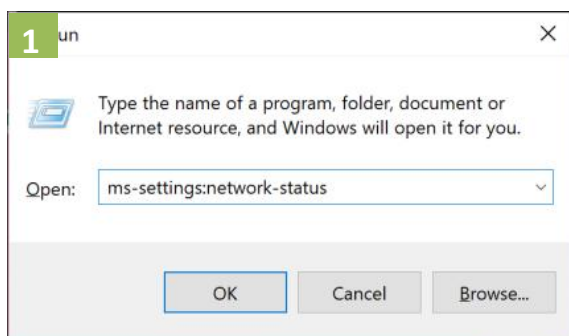 1 un
Type the name of a program, folder, document or
Internet resource, and Windows will open it for you.
Open: ms-settings:network-status
OK Cancel Browse...